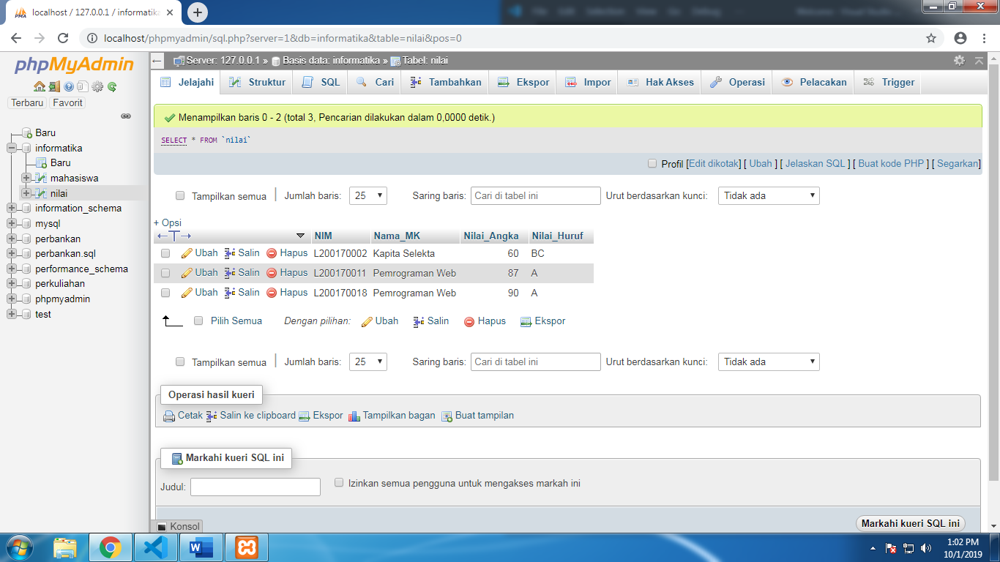 localhost / 127.0.0.1 / informatika
localhost/phpmyadmin/sql.php?server=1&db=informatika&table=nilai&pos=0
phpMyAdmin
Terbaru Favorit
Baru
informatika
Baru
mahasiswa
nilai
information_schema
mysql
perbankan
perbankan.sql
performance_schema
perkuliahan
phpmyadmin
test
Server: 127.0.0.1 » Basis data: informatika » Tabel: nilai
Jelajahi Struktur SQL Cari Tambahkan Ekspor Impor Hak Akses Operasi Pelacakan Trigger
Menampilkan baris 0 - 2 (total 3, Pencarian dilakukan dalam 0,0000 detik.)
SELECT * FROM `nilai`
Profil [Edit dikotak] [ Ubah ] [ Jelaskan SQL ] [ Buat kode PHP ] [ Segarkan]
Tampilkan semua | Jumlah baris: 25 Saring baris: Cari di tabel ini Urut berdasarkan kunci: Tidak ada
+ Opsi
←T→ NIM Nama_MK Nilai_Angka Nilai_Huruf
Ubah Salin Hapus L200170002 Kapita Selekta 60 BC
Ubah Salin Hapus L200170011 Pemrograman Web 87 A
Ubah Salin Hapus L200170018 Pemrograman Web 90 A
Pilih Semua Dengan pilihan: Ubah Salin Hapus Ekspor
Tampilkan semua | Jumlah baris: 25 Saring baris: Cari di tabel ini Urut berdasarkan kunci: Tidak ada
Operasi hasil kueri
Cetak Salin ke clipboard Ekspor Tampilkan bagan Buat tampilan
Markahi kueri SQL ini
Judul: Izinkan semua pengguna untuk mengakses markah ini
Konsol
Markahi kueri SQL ini
1:02 PM
10/1/2019